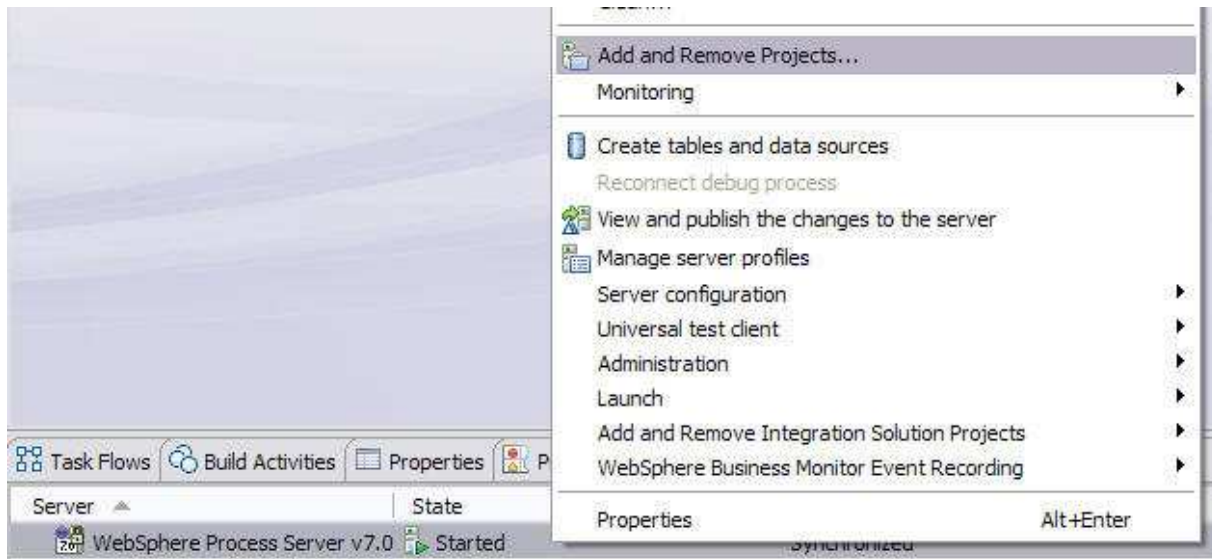 Add and Remove Projects...
Monitoring
Create tables and data sources
Reconnect debug process
View and publish the changes to the server
Manage server profiles
Server configuration
Universal test client
Administration
Launch
Add and Remove Integration Solution Projects
WebSphere Business Monitor Event Recording
Properties Alt+Enter
Task Flows Build Activities Properties P
Server State
WebSphere Process Server v7.0 Started Synchronized